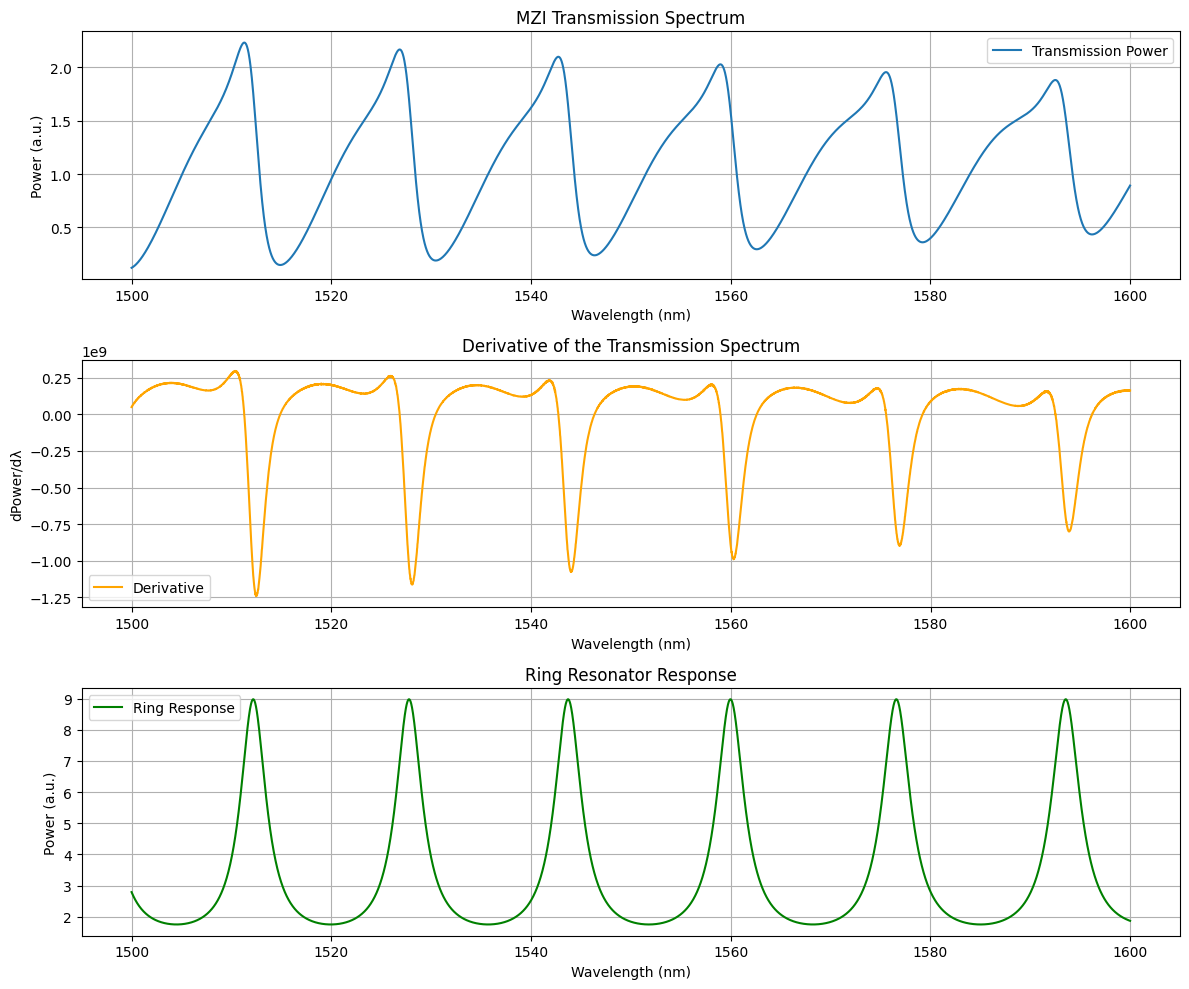 MZI Transmission Spectrum
Transmission Power
Power (a.u.)
2.0
1.5
1.0
0.5
1500 1520 1540 1560 1580 1600
Wavelength (nm)
Derivative of the Transmission Spectrum
1e9
dPower/dλ
0.25
0.00
−0.25
−0.50
−0.75
−1.00
−1.25
Derivative
1500 1520 1540 1560 1580 1600
Wavelength (nm)
Ring Resonator Response
Ring Response
Power (a.u.)
9
8
7
6
5
4
3
2
1500 1520 1540 1560 1580 1600
Wavelength (nm)